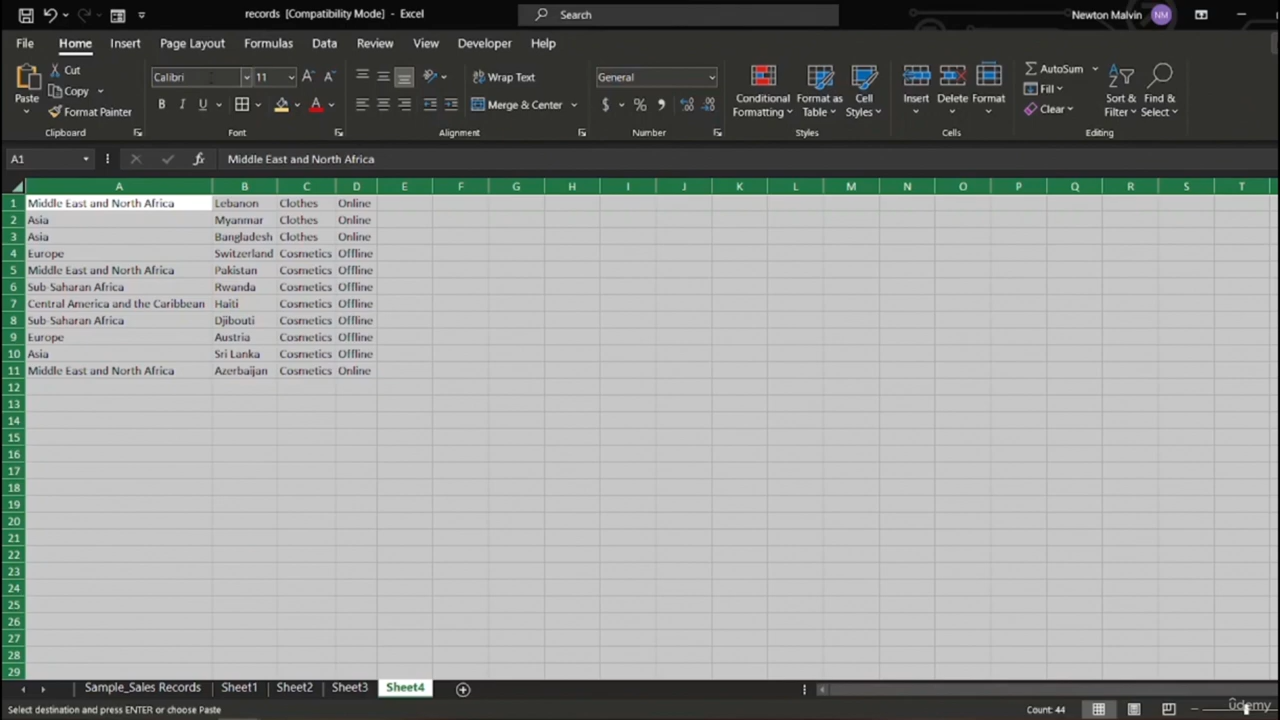 records [Compatibility Mode] - Excel
Search
Newton Malvin NM
File Home Insert Page Layout Formulas Data Review View Developer Help
Paste
Cut
Copy
Format Painter
Clipboard
Calibri 11 A A
B I U A
Font
Wrap Text
Merge & Center
Alignment
General
$ %
Number
Conditional Formatting
Format as Table
Cell Styles
Styles
Insert Delete Format
Cells
AutoSum
Fill
Clear
Sort & Filter
Find & Select
Editing
A1 fx Middle East and North Africa
A B C D E F G H I J K L M N O P Q R S T
1 Middle East and North Africa Lebanon Clothes Online
2 Asia Myanmar Clothes Online
3 Asia Bangladesh Clothes Online
4 Europe Switzerland Cosmetics Offline
5 Middle East and North Africa Pakistan Cosmetics Offline
6 Sub-Saharan Africa Rwanda Cosmetics Offline
7 Central America and the Caribbean Haiti Cosmetics Offline
8 Sub-Saharan Africa Djibouti Cosmetics Offline
9 Europe Austria Cosmetics Offline
10 Asia Sri Lanka Cosmetics Offline
11 Middle East and North Africa Azerbaijan Cosmetics Online
12
13
14
15
16
17
18
19
20
21
22
23
24
25
26
27
28
29
Sample_Sales Records Sheet1 Sheet2 Sheet3 Sheet4
Select destination and press ENTER or choose Paste Count: 44
udemy